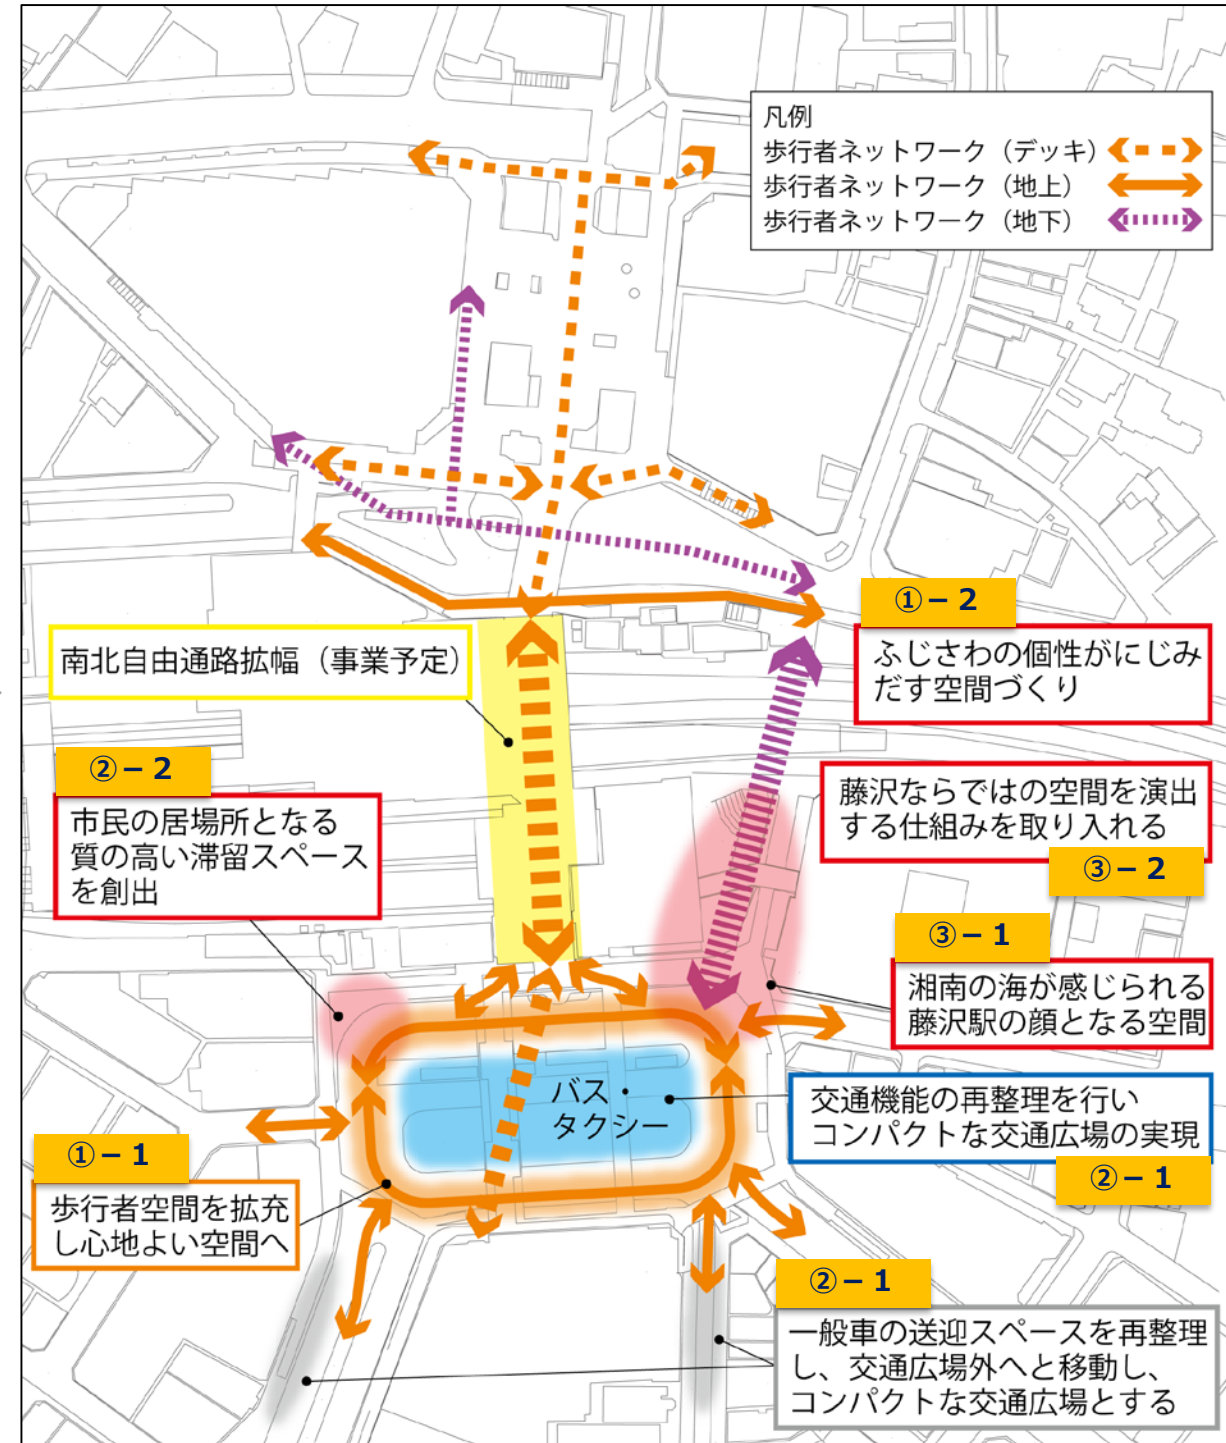 凡例
歩行者ネットワーク（デッキ）
歩行者ネットワーク（地上）
歩行者ネットワーク（地下）
①－2
ふじさわの個性がにじみ
だす空間づくり
南北自由通路拡幅（事業予定）
②－2
市民の居場所となる
質の高い滞留スペース
を創出
藤沢ならではの空間を演出
する仕組みを取り入れる
③－2
③－1
湘南の海が感じられる
藤沢駅の顔となる空間
バス・
タクシー
交通機能の再整理を行い
コンパクトな交通広場の実現
②－1
①－1
歩行者空間を拡充
し心地よい空間へ
②－1
一般車の送迎スペースを再整理
し、交通広場外へと移動し、
コンパクトな交通広場とする